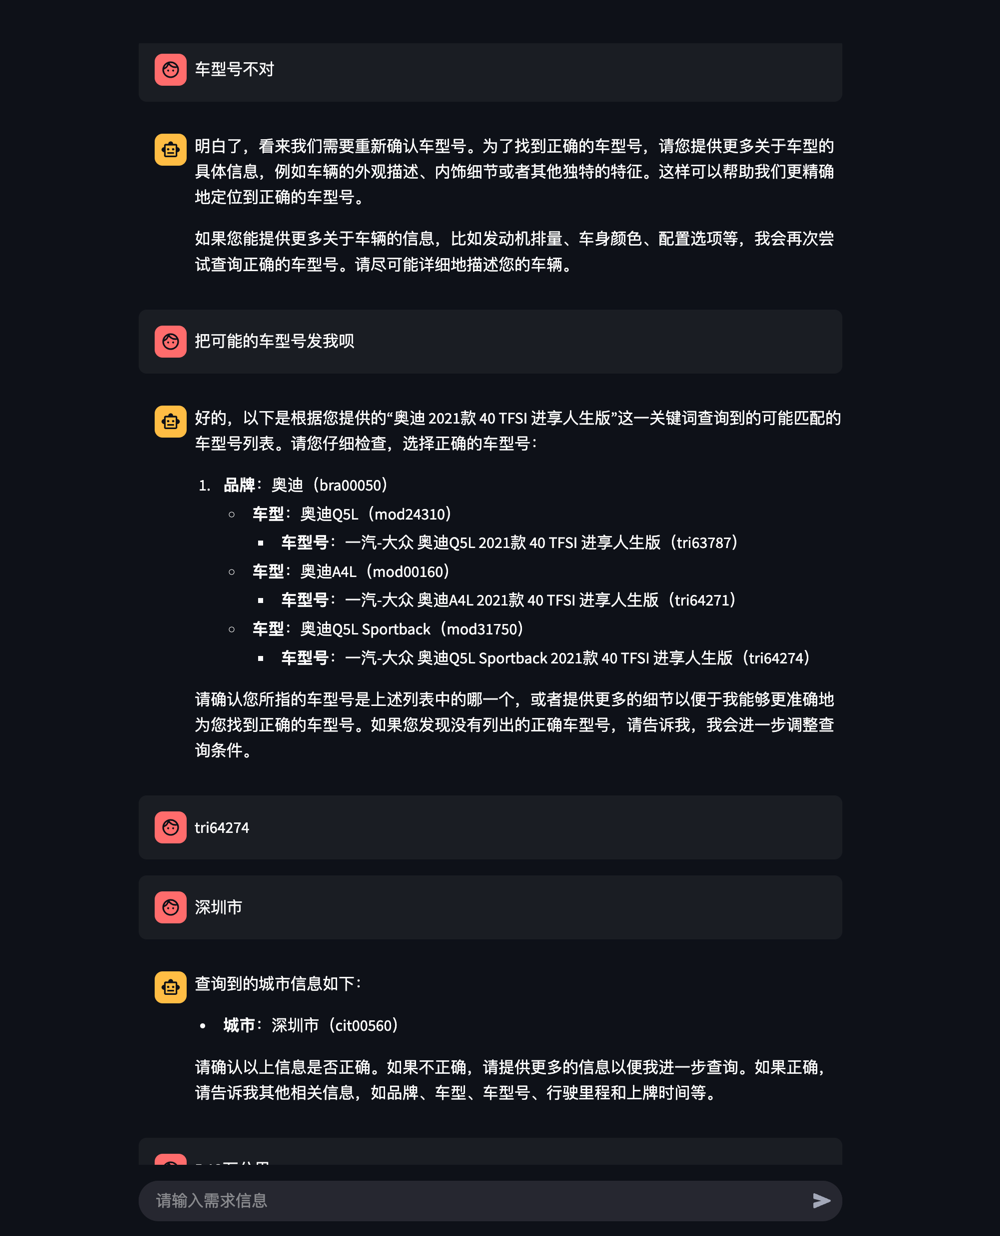 车型号不对
明白了，看来我们需要重新确认车型号。为了找到正确的车型号，请您提供更多关于车型的
具体信息，例如车辆的外观描述、内饰细节或者其他独特的特征。这样可以帮助我们更精确
地定位到正确的车型号。
如果您能提供更多关于车辆的信息，比如发动机排量、车身颜色、配置选项等，我会再次尝
试查询正确的车型号。请尽可能详细地描述您的车辆。
把可能的车型号发我呗
好的，以下是根据您提供的“奥迪 2021款 40 TFSI 进享人生版”这一关键词查询到的可能匹配的
车型号列表。请您仔细检查，选择正确的车型号：
1. 品牌：奥迪（bra00050）
○ 车型：奥迪Q5L（mod24310）
▪ 车型号：一汽-大众 奥迪Q5L 2021款 40 TFSI 进享人生版（tri63787）
○ 车型：奥迪A4L（mod00160）
▪ 车型号：一汽-大众 奥迪A4L 2021款 40 TFSI 进享人生版（tri64271）
○ 车型：奥迪Q5L Sportback（mod31750）
▪ 车型号：一汽-大众 奥迪Q5L Sportback 2021款 40 TFSI 进享人生版（tri64274）
请确认您所指的车型号是上述列表中的哪一个，或者提供更多的细节以便于我能够更准确地
为您找到正确的车型号。如果您发现没有列出的正确车型号，请告诉我，我会进一步调整查
询条件。
tri64274
深圳市
查询到的城市信息如下：
• 城市：深圳市（cit00560）
请确认以上信息是否正确。如果不正确，请提供更多的信息以便我进一步查询。如果正确，
请告诉我其他相关信息，如品牌、车型、车型号、行驶里程和上牌时间等。
请输入需求信息